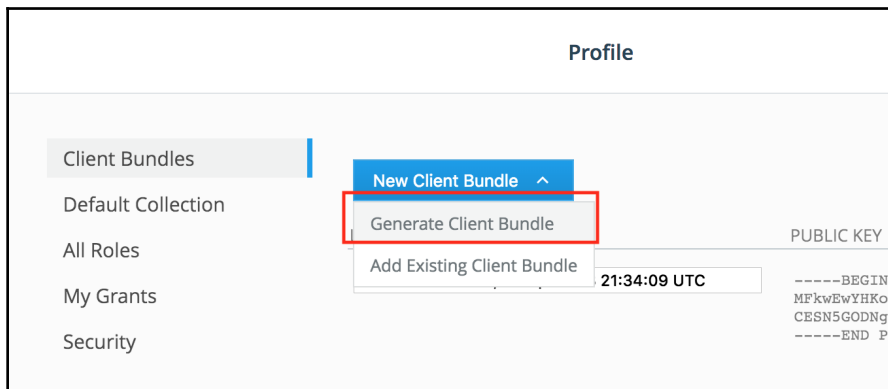 Profile
Client Bundles
Default Collection
All Roles
My Grants
Security
New Client Bundle
Generate Client Bundle
Add Existing Client Bundle
21:34:09 UTC
PUBLIC KEY
-----BEGIN
MFkwEwYHKo
CESN5GODNg
-----END P